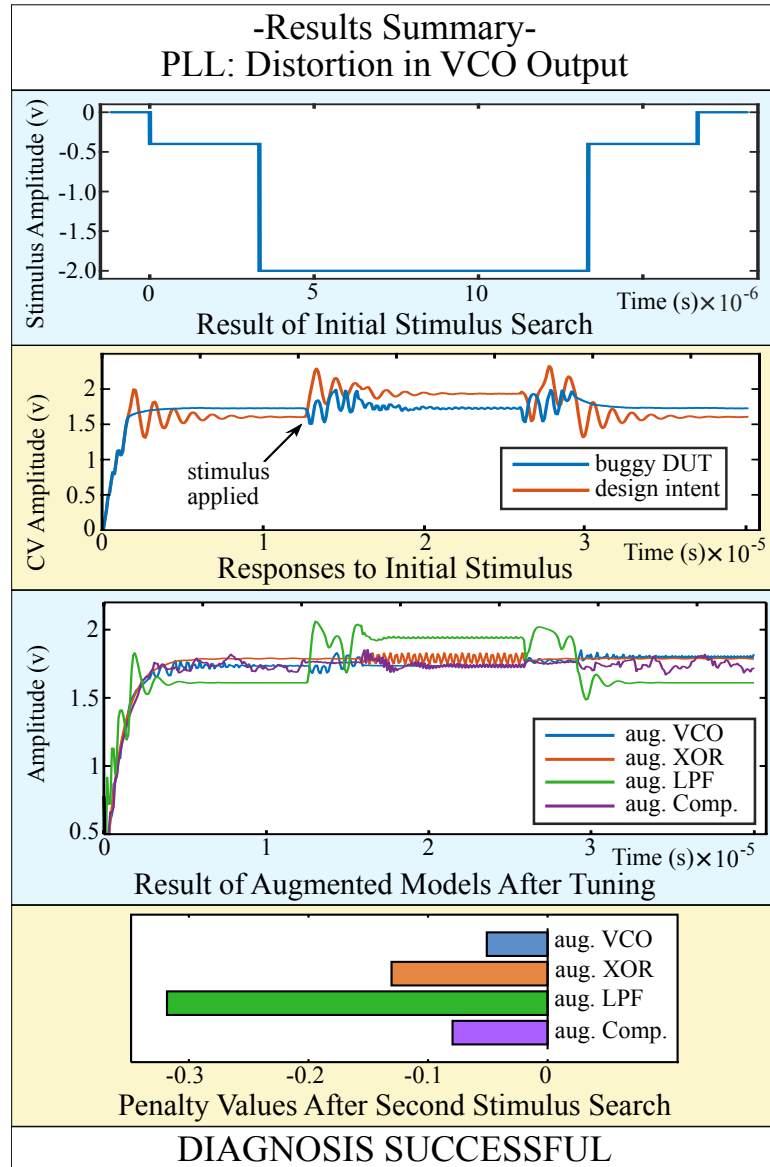 -Results Summary-
PLL: Distortion in VCO Output
Stimulus Amplitude (v)
0
-0.5
-1.0
-1.5
-2.0
0
5
10
Time (s)×10⁻⁶
Result of Initial Stimulus Search
CV Amplitude (v)
2
1.5
1
0.5
0
stimulus
applied
buggy DUT
design intent
0
1
2
3
Time (s)×10⁻⁵
Responses to Initial Stimulus
Amplitude (v)
2
1.5
1
0.5
aug. VCO
aug. XOR
aug. LPF
aug. Comp.
0
1
2
3
Time (s)×10⁻⁵
Result of Augmented Models After Tuning
aug. VCO
aug. XOR
aug. LPF
aug. Comp.
-0.3
-0.2
-0.1
0
Penalty Values After Second Stimulus Search
DIAGNOSIS SUCCESSFUL